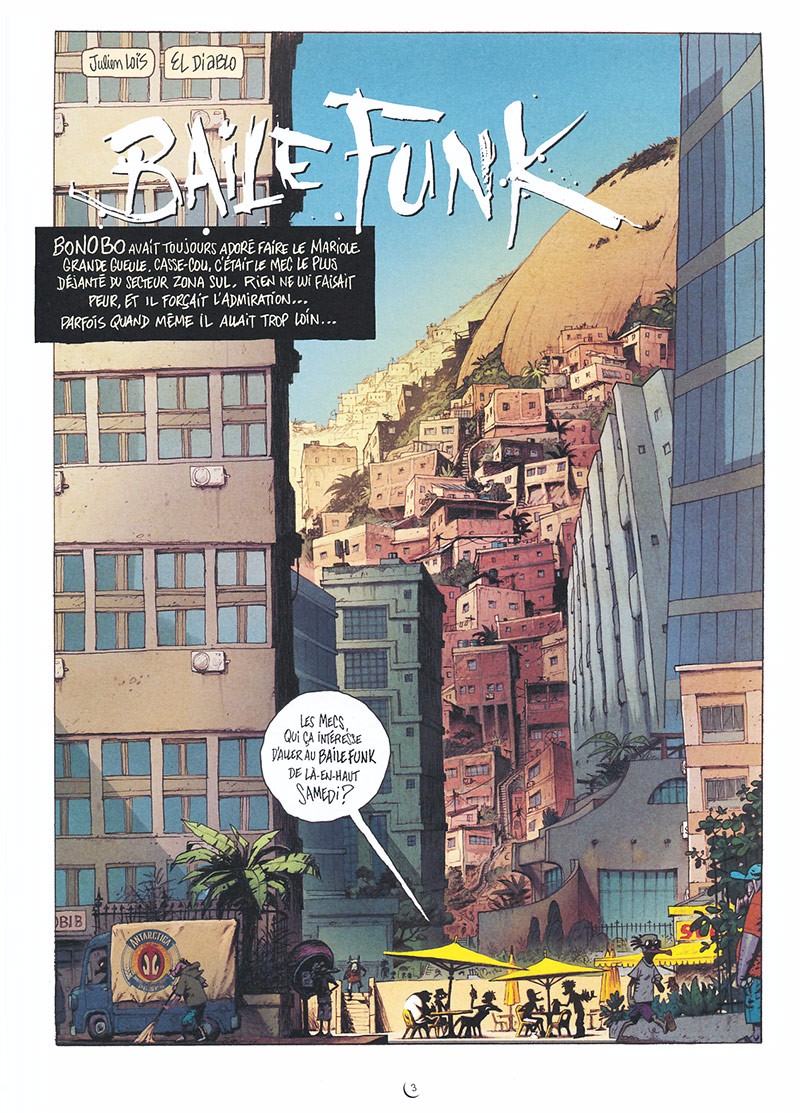 Julien Loïs
EL DIABLO
BAILE FUNK
BONOBO AVAIT TOUJOURS ADORÉ FAIRE LE MARIOLE.
GRANDE GUEULE, CASSE-COU, C'ÉTAIT LE MEC LE PLUS
DÉJANTÉ DU SECTEUR ZONA SUL. RIEN NE LUI FAISAIT
PEUR, ET IL FORÇAIT L'ADMIRATION...
PARFOIS QUAND MÊME IL ALLAIT TROP LOIN...
LES MECS,
QUI ÇA INTÉRESSE
D'ALLER AU BAILE FUNK
DE LÀ-EN-HAUT
SAMEDI?
OBIB
ANTARCTICA
3